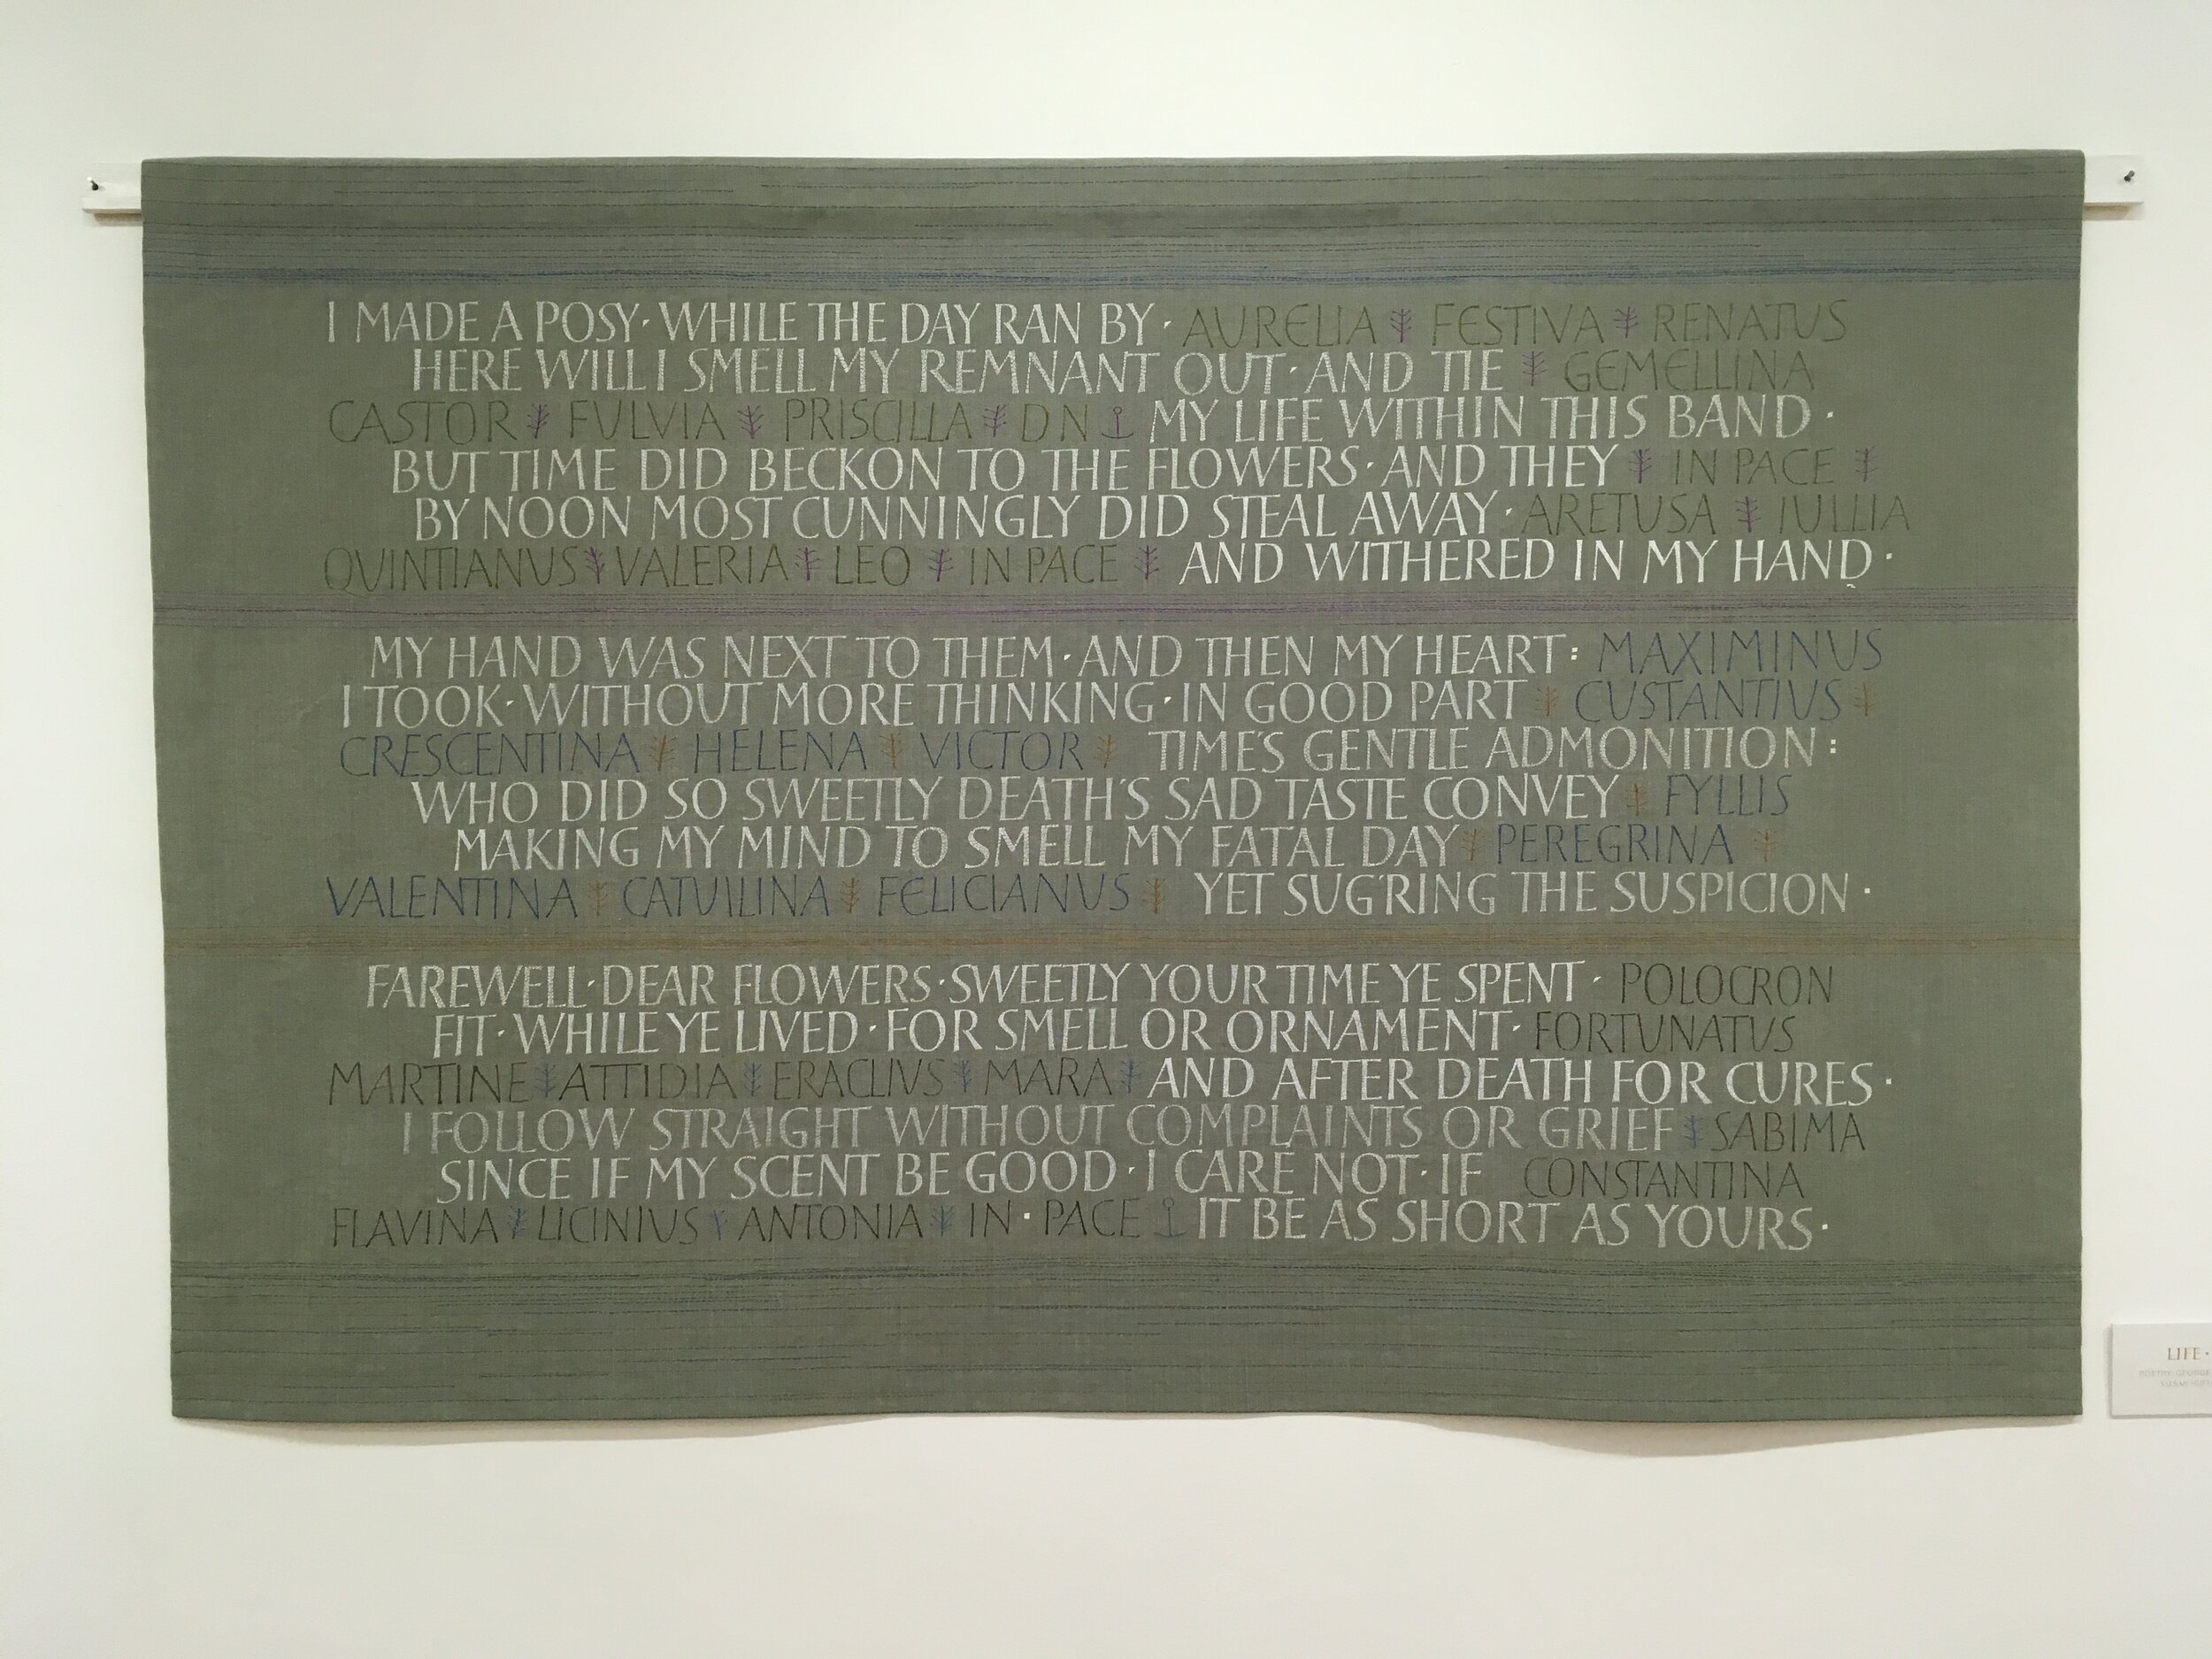 I MADE A POSY · WHILE THE DAY RAN BY · AURELIA FESTIVA RENATUS
HERE WILL I SMELL MY REMNANT OUT · AND TIE GEMELLINA
CASTOR FULVIA PRISCILLA DN MY LIFE WITHIN THIS BAND ·
BUT TIME DID BECKON TO THE FLOWERS · AND THEY IN PACE
BY NOON MOST CUNNINGLY DID STEAL AWAY · ARETUSA IULLIA
QUINTIANUS VALERIA LEO IN PACE AND WITHERED IN MY HAND ·
MY HAND WAS NEXT TO THEM · AND THEN MY HEART : MAXIMINUS
I TOOK · WITHOUT MORE THINKING · IN GOOD PART CUSTANTIUS
CRESCENTINA HELENA VICTOR TIME'S GENTLE ADMONITION :
WHO DID SO SWEETLY DEATH'S SAD TASTE CONVEY FYLLIS
MAKING MY MIND TO SMELL MY FATAL DAY PEREGRINA
VALENTINA CATULLINA FELICIANUS YET SUG'RING THE SUSPICION ·
FAREWELL · DEAR FLOWERS · SWEETLY YOUR TIME YE SPENT · POLOCRON
FIT · WHILE YE LIVED · FOR SMELL OR ORNAMENT · FORTUNATUS
MARTINE ATTIDIA ERACLIVS MARA AND AFTER DEATH FOR CURES ·
I FOLLOW STRAIGHT WITHOUT COMPLAINTS OR GRIEF SABIMA
SINCE IF MY SCENT BE GOOD · I CARE NOT · IF CONSTANTINA
FLAVINA LICINIUS ANTONIA IN · PACE IT BE AS SHORT AS YOURS ·
LIFE ·
POETRY GEORGE